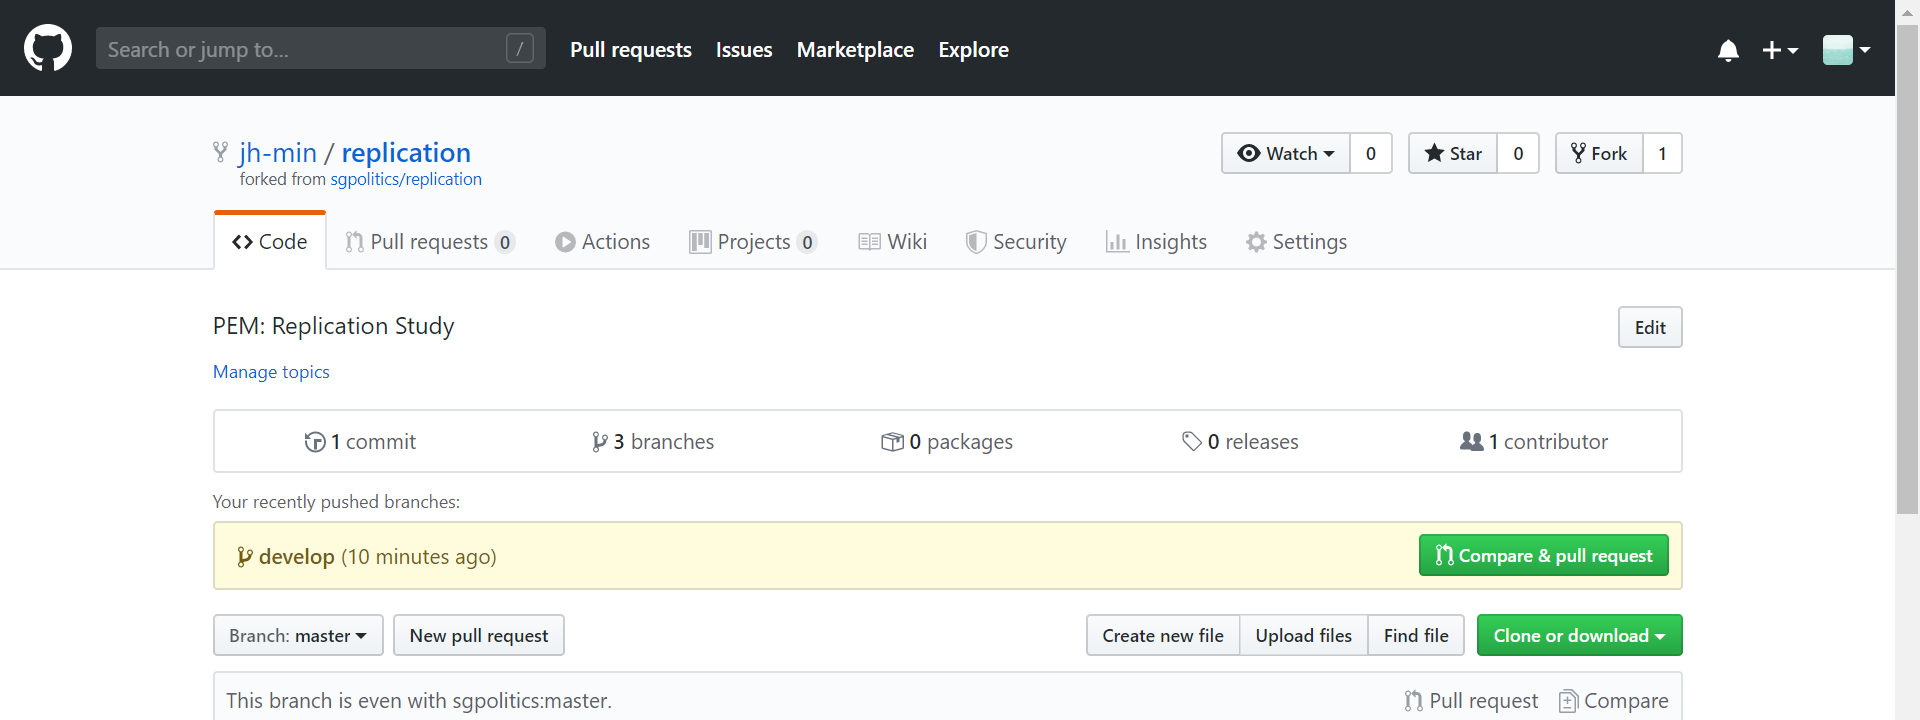 Search or jump to... / Pull requests Issues Marketplace Explore
jh-min / replication
forked from sgpolitics/replication
Watch 0 Star 0 Fork 1
Code Pull requests 0 Actions Projects 0 Wiki Security Insights Settings
PEM: Replication Study Edit
Manage topics
1 commit 3 branches 0 packages 0 releases 1 contributor
Your recently pushed branches:
develop (10 minutes ago) Compare & pull request
Branch: master New pull request Create new file Upload files Find file Clone or download
This branch is even with sgpolitics:master. Pull request Compare